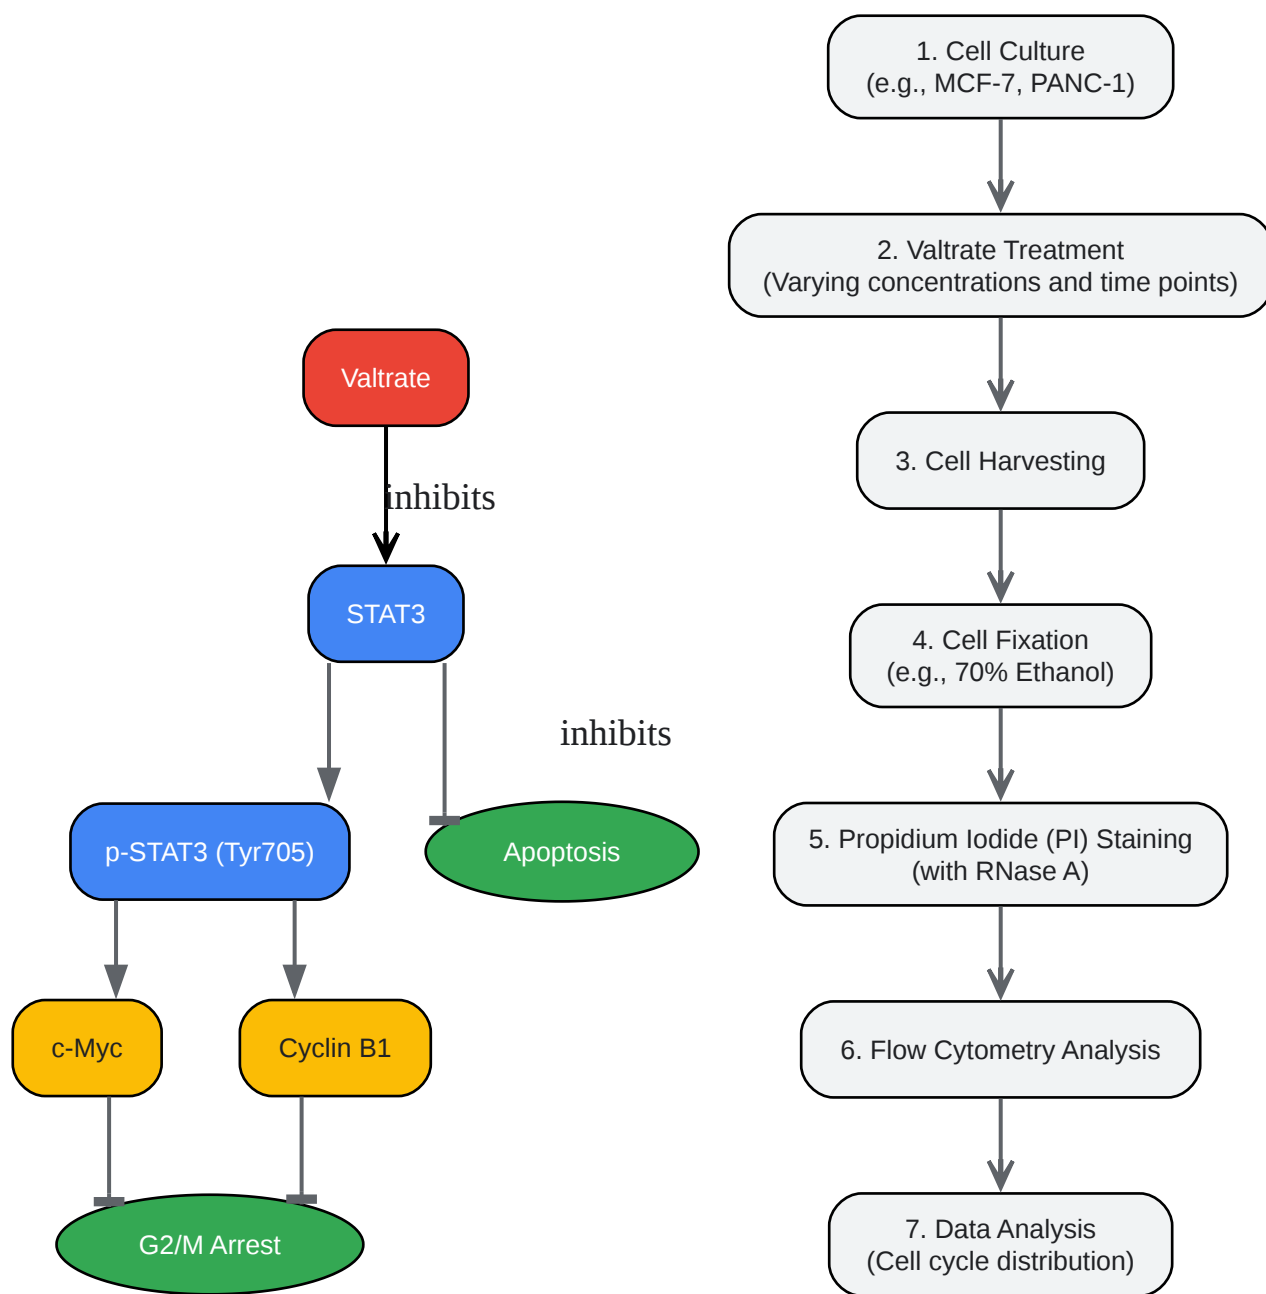 Valtrate
inhibits
STAT3
inhibits
p-STAT3 (Tyr705)
Apoptosis
c-Myc
Cyclin B1
G2/M Arrest
1. Cell Culture
(e.g., MCF-7, PANC-1)
2. Valtrate Treatment
(Varying concentrations and time points)
3. Cell Harvesting
4. Cell Fixation
(e.g., 70% Ethanol)
5. Propidium Iodide (PI) Staining
(with RNase A)
6. Flow Cytometry Analysis
7. Data Analysis
(Cell cycle distribution)